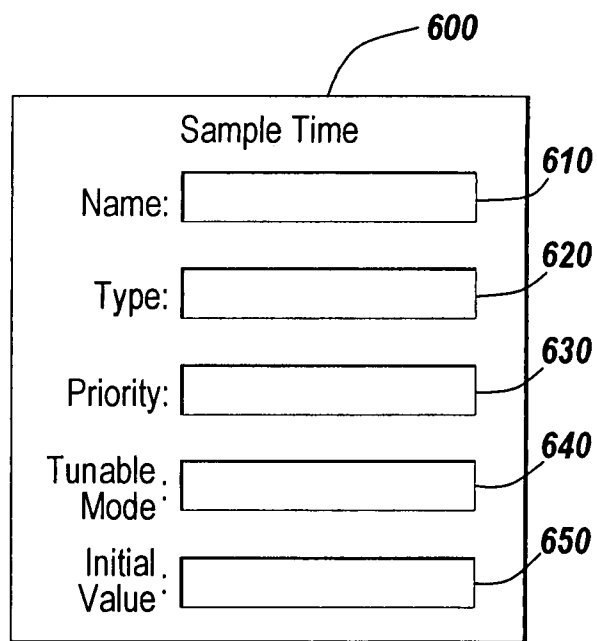 600
Sample Time
610
Name:
620
Type:
630
Priority:
640
Tunable
Mode:
650
Initial
Value: